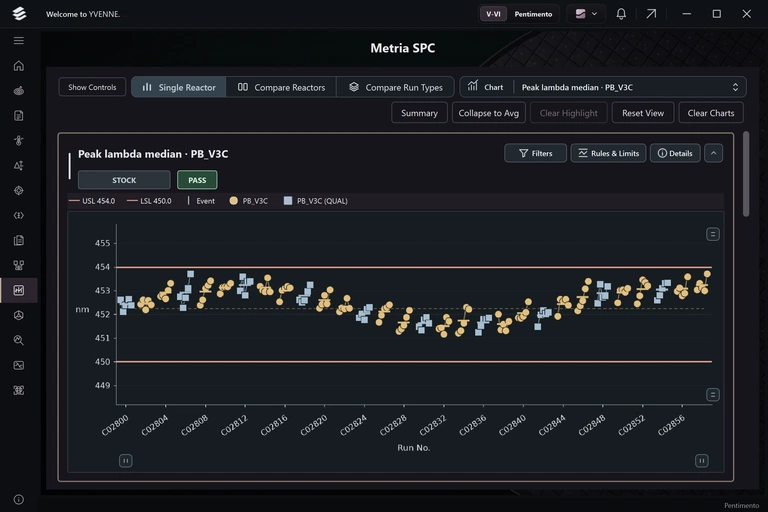 Welcome to YVENNE.
V-VI Pentimento
Metria SPC
Show Controls
Single Reactor
Compare Reactors
Compare Run Types
Chart
Peak lambda median · PB_V3C
Summary
Collapse to Avg
Clear Highlight
Reset View
Clear Charts
Peak lambda median · PB_V3C
Filters
Rules & Limits
Details
STOCK
PASS
USL 454.0
LSL 450.0
Event
PB_V3C
PB_V3C (QUAL)
455
454
453
nm
452
451
450
449
C02800
C02804
C02808
C02812
C02816
C02820
C02824
C02828
C02832
C02836
C02840
C02844
C02848
C02852
C02856
Run No.
Pentimento